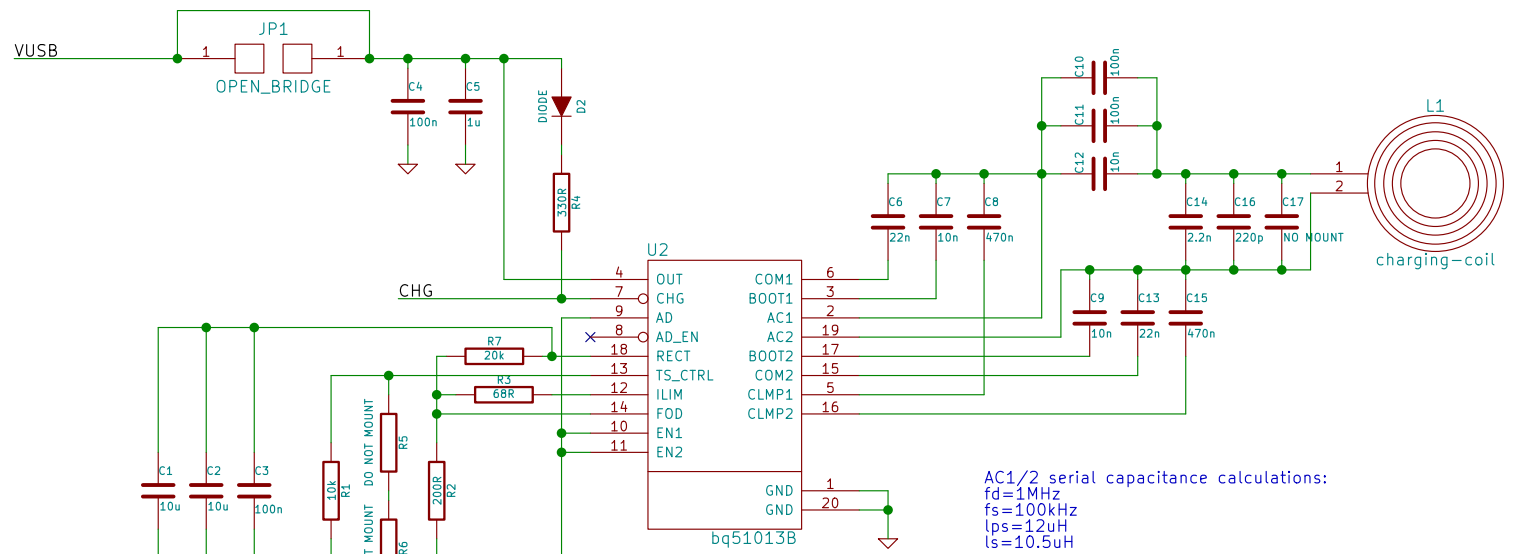 JP1
VUSB
1
1
OPEN_BRIDGE
C4
100n
C5
1u
DIODE
D2
330R
R4
C10
100n
C11
100n
C12
10n
L1
1
2
charging-coil
C6
22n
C7
10n
C8
470n
C14
2.2n
C16
220p
C17
NO MOUNT
C9
10n
C13
22n
C15
470n
U2
4 OUT
7 CHG
9 AD
8 AD_EN
18 RECT
13 TS_CTRL
12 ILIM
14 FOD
10 EN1
11 EN2
COM1 6
BOOT1 3
AC1 2
AC2 19
BOOT2 17
COM2 15
CLMP1 5
CLMP2 16
GND 1
GND 20
bq51013B
CHG
R7
20k
R3
68R
C1
10u
C2
10u
C3
100n
10k
R1
DO NOT MOUNT
R5
T MOUNT
R6
200R
R2
AC1/2 serial capacitance calculations:
fd=1MHz
fs=100kHz
lps=12uH
ls=10.5uH